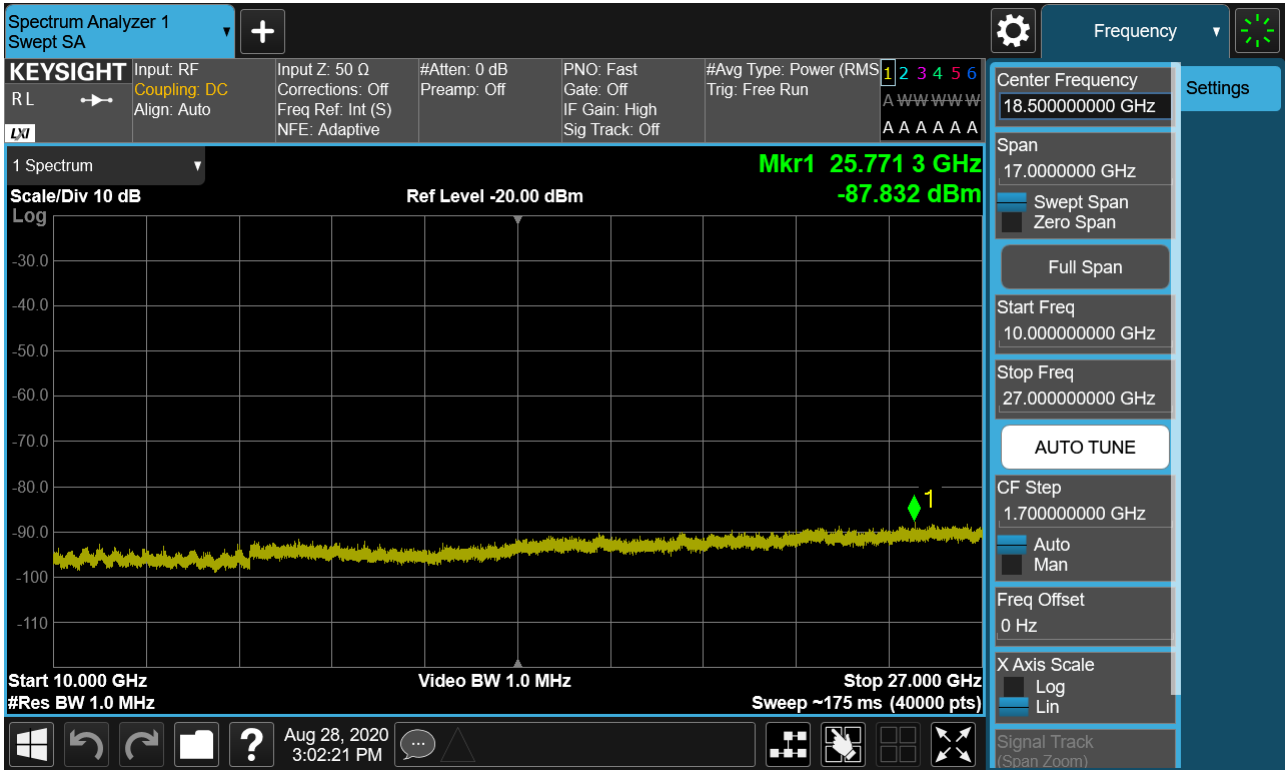 Spectrum Analyzer 1
Swept SA
Frequency
KEYSIGHT
R L
LXI
Input: RF
Coupling: DC
Align: Auto
Input Z: 50 Ω
Corrections: Off
Freq Ref: Int (S)
NFE: Adaptive
#Atten: 0 dB
Preamp: Off
PNO: Fast
Gate: Off
IF Gain: High
Sig Track: Off
#Avg Type: Power (RMS
Trig: Free Run
1 2 3 4 5 6
A W W W W W
A A A A A A
1 Spectrum
Mkr1 25.771 3 GHz
-87.832 dBm
Scale/Div 10 dB
Ref Level -20.00 dBm
Log
-30.0
-40.0
-50.0
-60.0
-70.0
-80.0
-90.0
-100
-110
1
Start 10.000 GHz
Video BW 1.0 MHz
Stop 27.000 GHz
#Res BW 1.0 MHz
Sweep ~175 ms (40000 pts)
Center Frequency
18.500000000 GHz
Span
17.0000000 GHz
Swept Span
Zero Span
Full Span
Start Freq
10.000000000 GHz
Stop Freq
27.000000000 GHz
AUTO TUNE
CF Step
1.700000000 GHz
Auto
Man
Freq Offset
0 Hz
X Axis Scale
Log
Lin
Signal Track
(Span Zoom)
Settings
?
Aug 28, 2020
3:02:21 PM